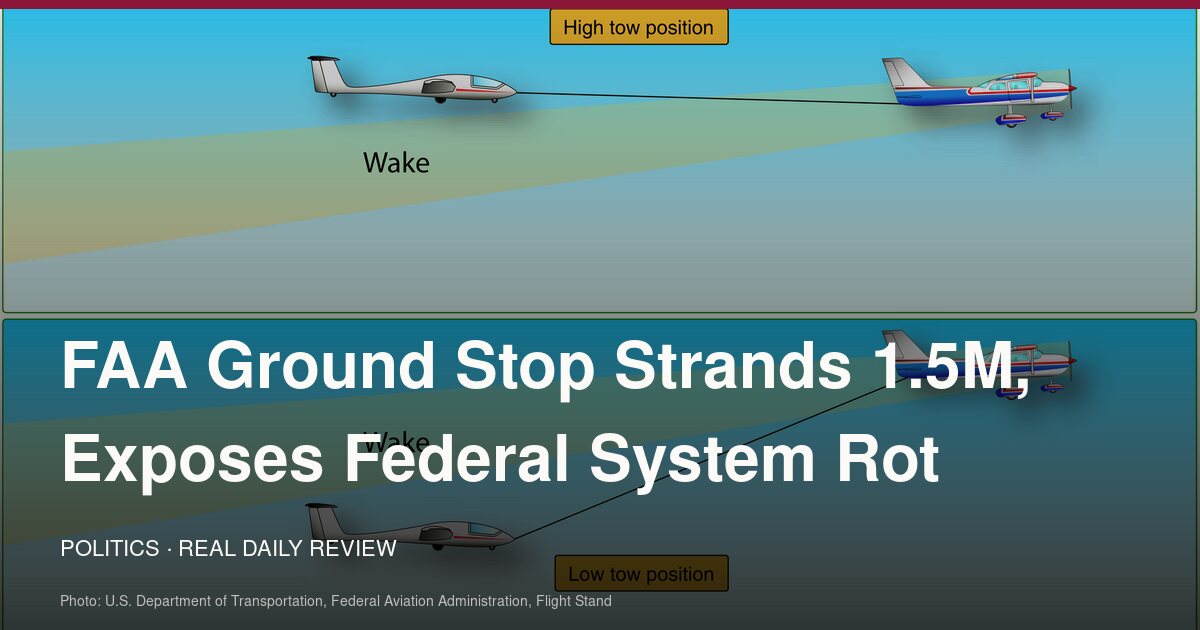 High tow position
Wake
FAA Ground Stop Strands 1.5M,
Wake
Exposes Federal System Rot
POLITICS · REAL DAILY REVIEW
Low tow position
Photo: U.S. Department of Transportation, Federal Aviation Administration, Flight Stand